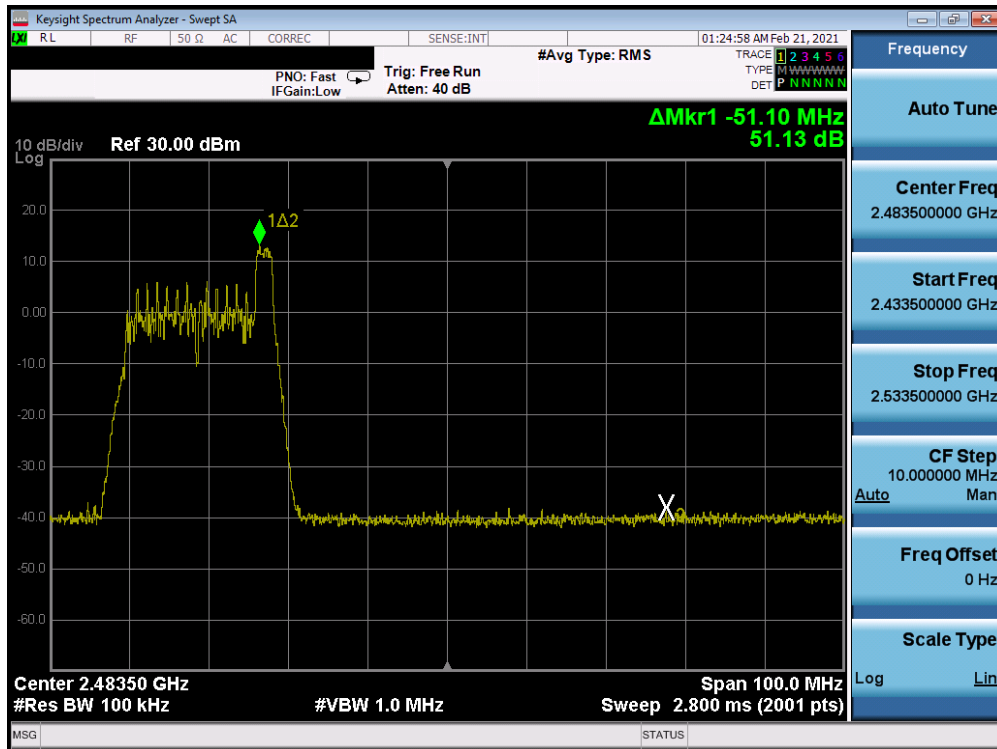 Keysight Spectrum Analyzer - Swept SA
LXI RL RF 50 Ω AC CORREC SENSE:INT 01:24:58 AM Feb 21, 2021
#Avg Type: RMS
TRACE 1 2 3 4 5 6
TYPE M WWWWW
DET P N N N N N
PNO: Fast
IFGain:Low
Trig: Free Run
Atten: 40 dB
ΔMkr1 -51.10 MHz
51.13 dB
10 dB/div Ref 30.00 dBm
Log
20.0
10.0
0.00
-10.0
-20.0
-30.0
-40.0
-50.0
-60.0
1Δ2
X2
Center 2.48350 GHz Span 100.0 MHz
#Res BW 100 kHz #VBW 1.0 MHz Sweep 2.800 ms (2001 pts)
MSG STATUS
Frequency
Auto Tune
Center Freq
2.483500000 GHz
Start Freq
2.433500000 GHz
Stop Freq
2.533500000 GHz
CF Step
10.000000 MHz
Auto Man
Freq Offset
0 Hz
Scale Type
Log Lin